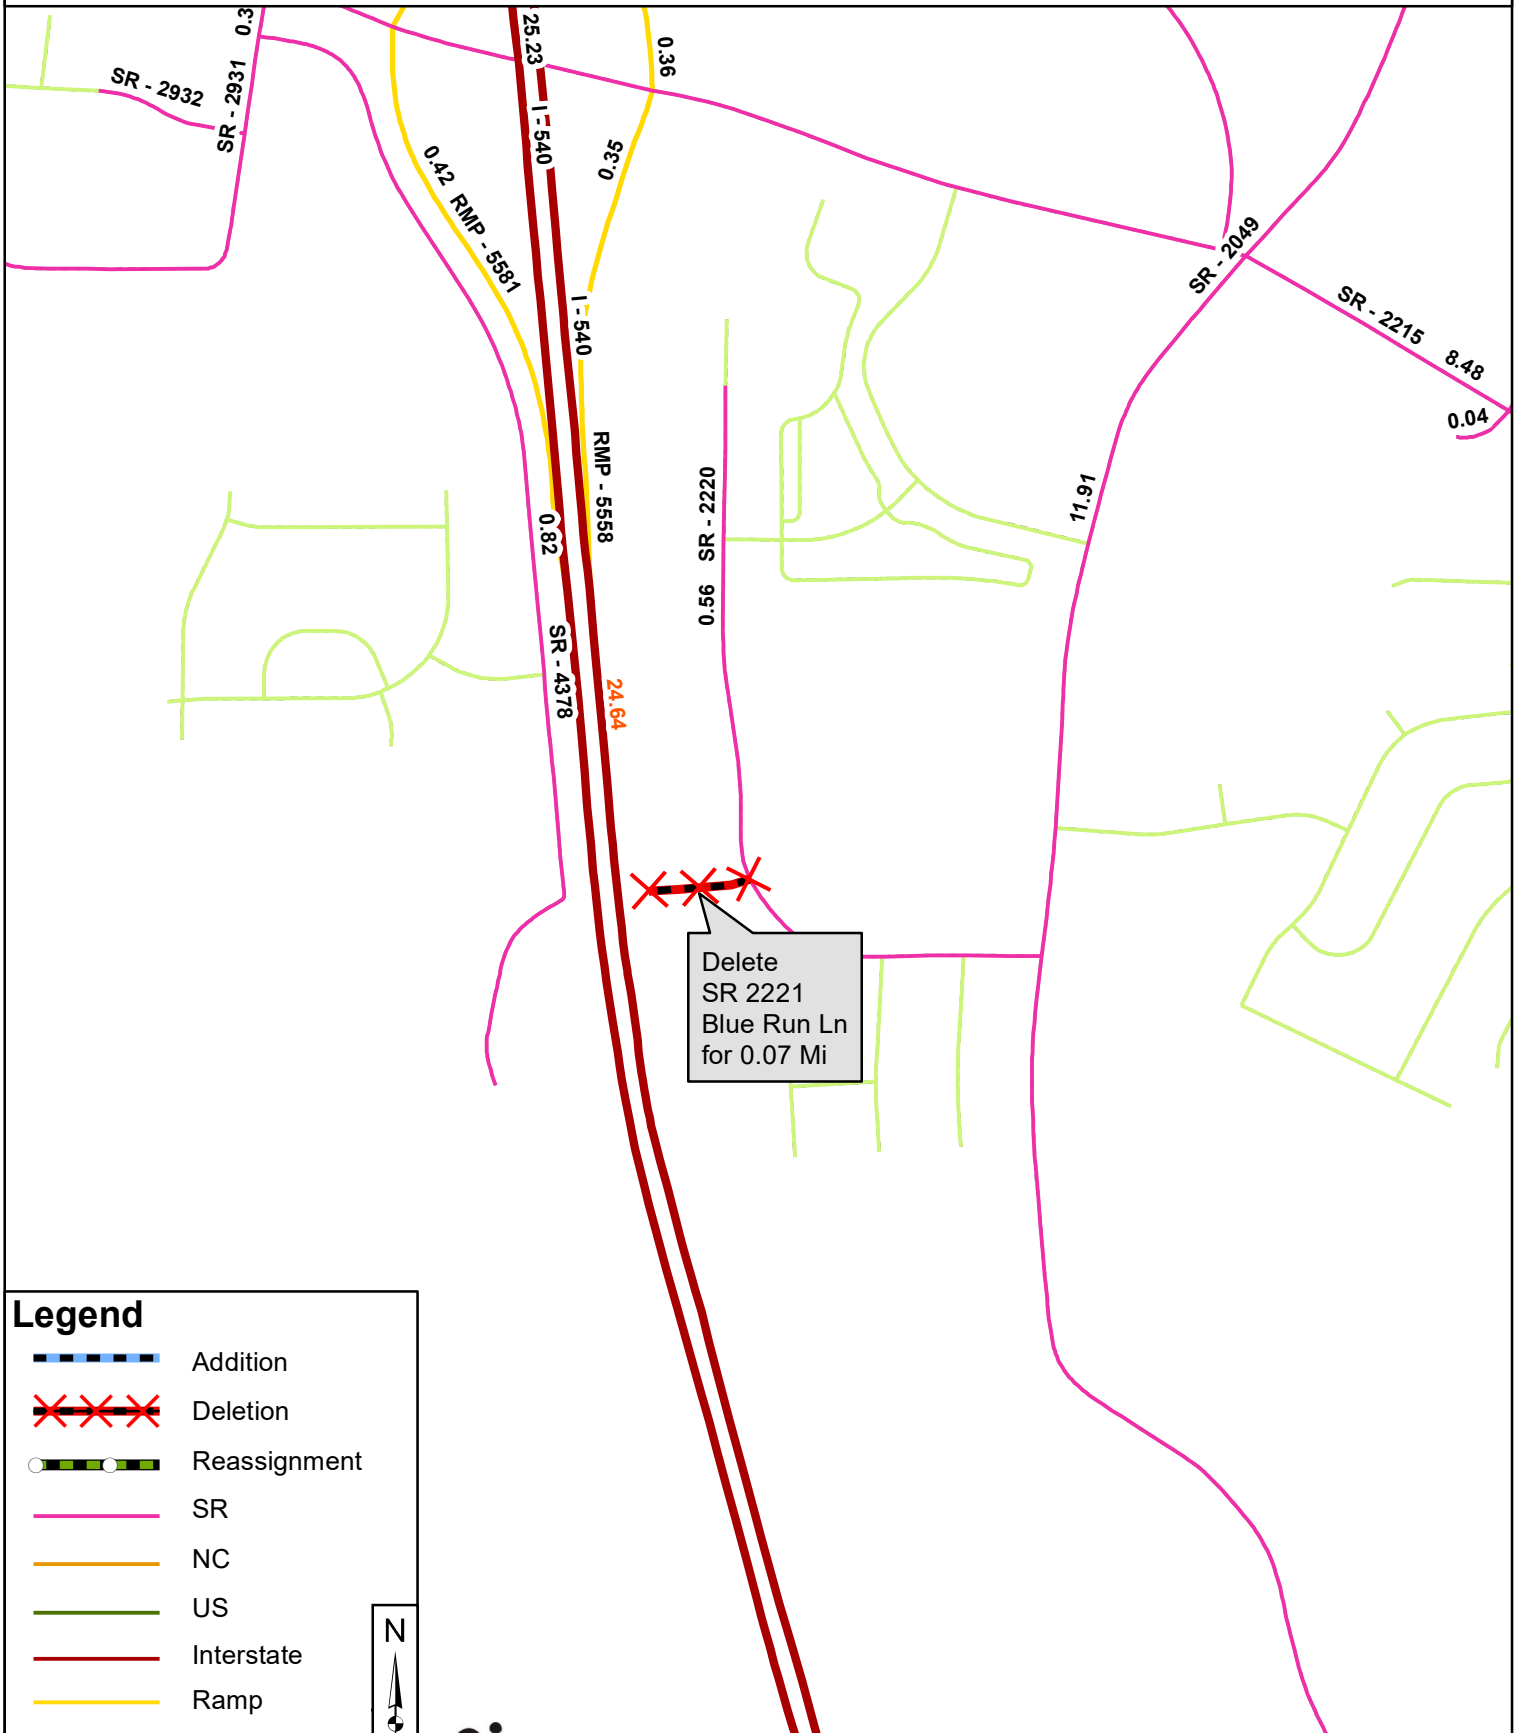 0.3
25.23
0.36
SR - 2932
SR - 2931
I - 540
0.35
0.42 RMP - 5581
SR - 2049
I - 540
SR - 2215 8.48
0.04
RMP - 5558
0.56 SR - 2220
11.91
0.82
SR - 4378
24.64
Delete
SR 2221
Blue Run Ln
for 0.07 Mi
Legend
Addition
Deletion
Reassignment
SR
NC
US
Interstate
Ramp
N